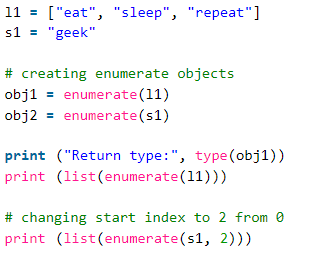 l1 = ["eat", "sleep", "repeat"]
s1 = "geek"
# creating enumerate objects
obj1 = enumerate(l1)
obj2 = enumerate(s1)
print ("Return type:", type(obj1))
print (list(enumerate(l1)))
# changing start index to 2 from 0
print (list(enumerate(s1, 2)))